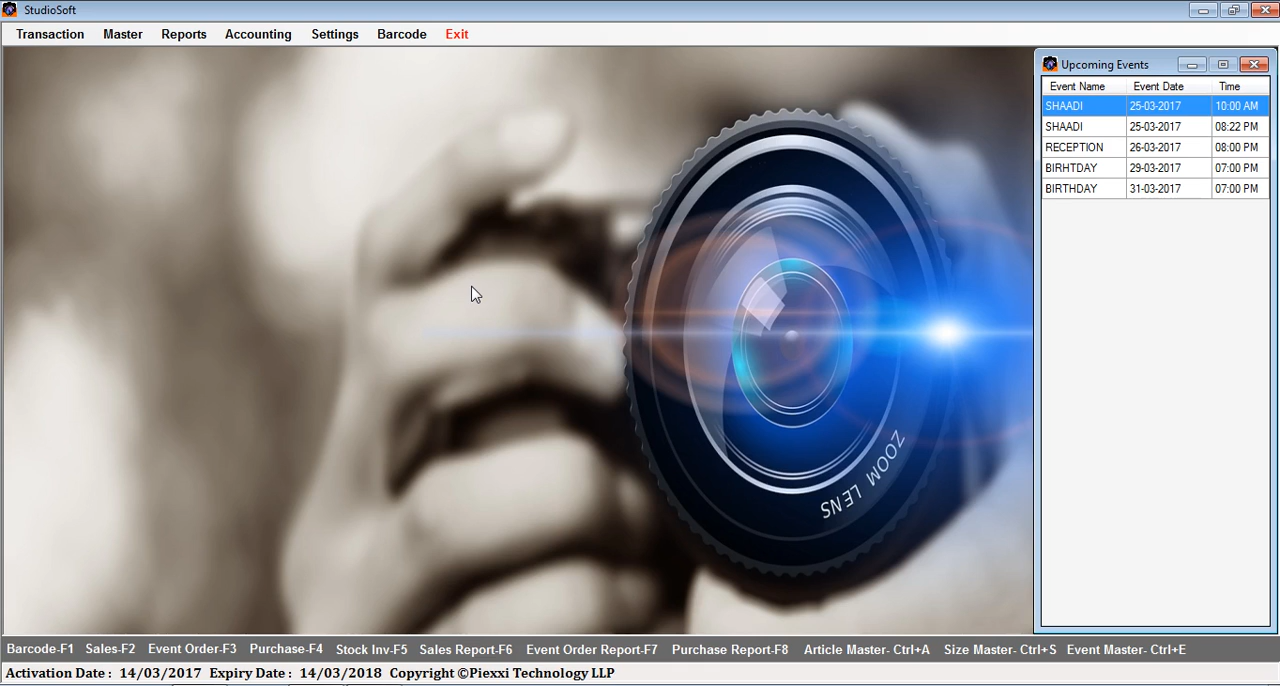 StudioSoft
Transaction Master Reports Accounting Settings Barcode Exit
Upcoming Events
Event Name Event Date Time
SHAADI 25-03-2017 10:00 AM
SHAADI 25-03-2017 08:22 PM
RECEPTION 26-03-2017 08:00 PM
BIRHTDAY 29-03-2017 07:00 PM
BIRTHDAY 31-03-2017 07:00 PM
ZOOM LENS
Barcode-F1 Sales-F2 Event Order-F3 Purchase-F4 Stock Inv-F5 Sales Report-F6 Event Order Report-F7 Purchase Report-F8 Article Master- Ctrl+A Size Master- Ctrl+S Event Master- Ctrl+E
Activation Date : 14/03/2017 Expiry Date : 14/03/2018 Copyright ©Piexxi Technology LLP